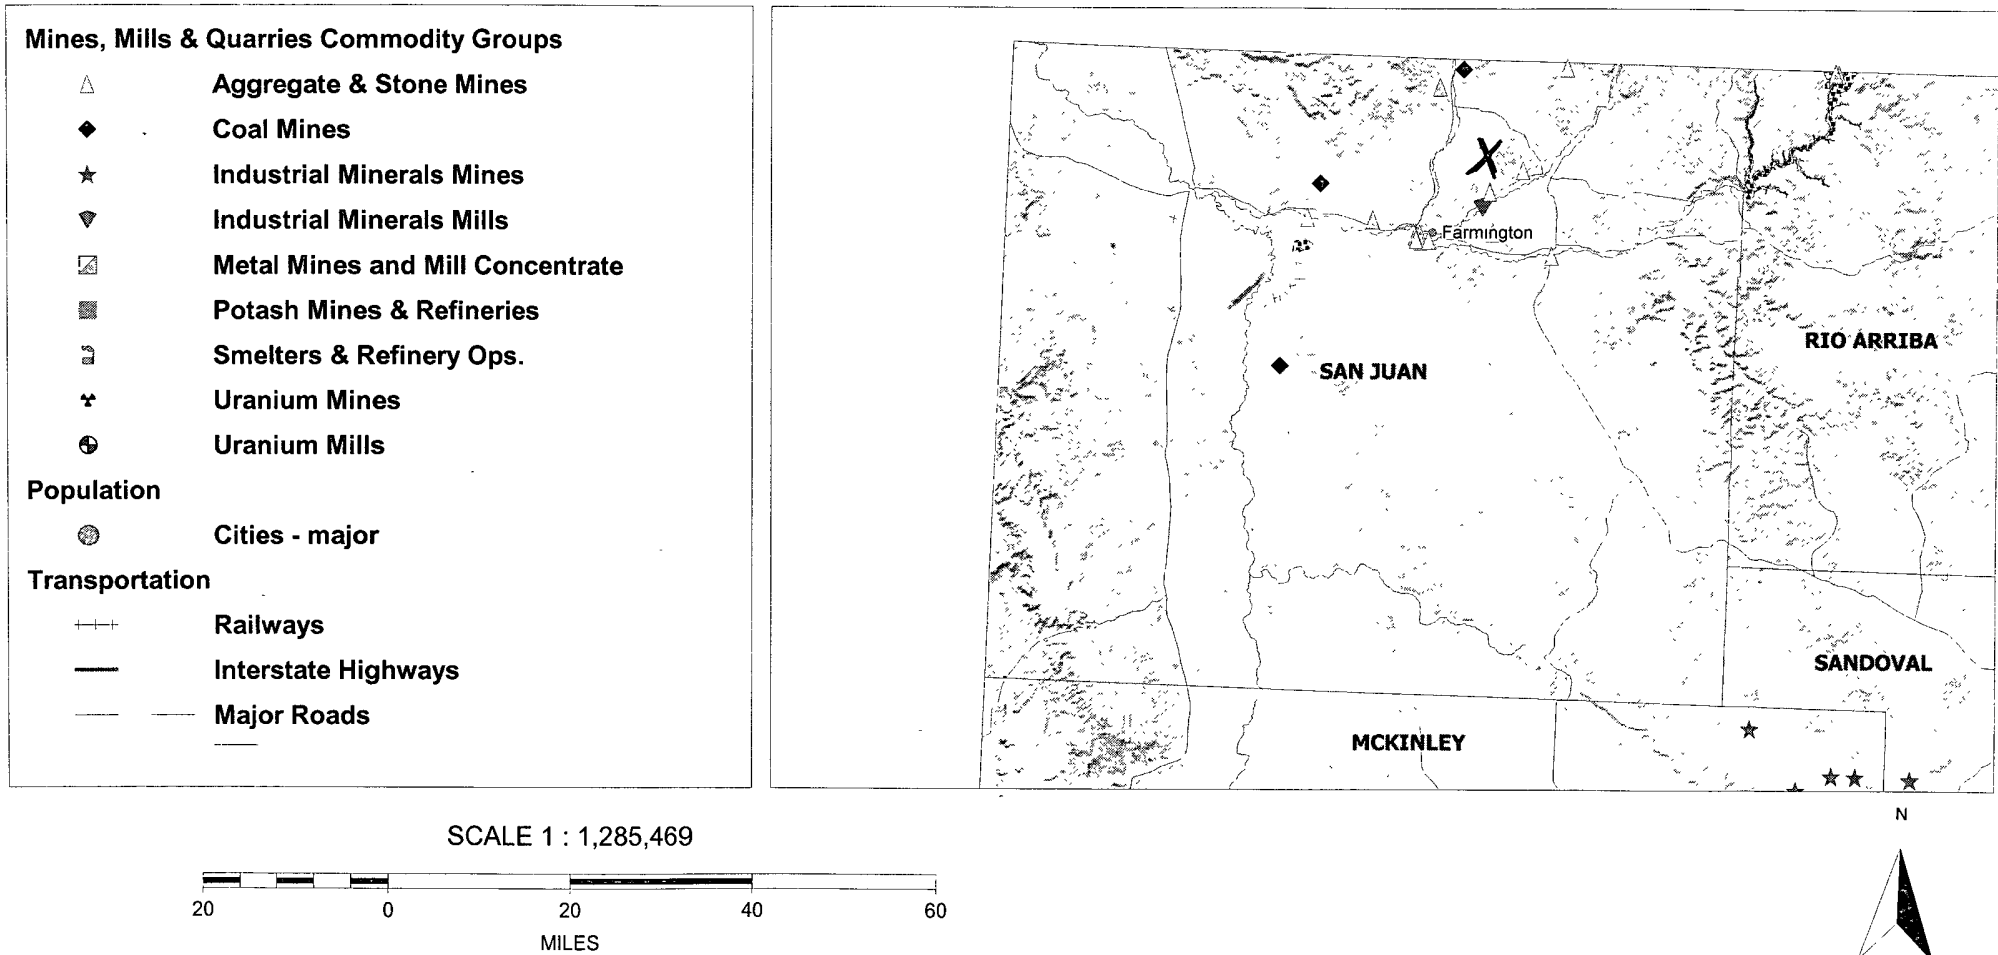 Mines, Mills & Quarries Commodity Groups
Aggregate & Stone Mines
Coal Mines
Industrial Minerals Mines
Industrial Minerals Mills
Metal Mines and Mill Concentrate
Potash Mines & Refineries
Smelters & Refinery Ops.
Uranium Mines
Uranium Mills
Population
Cities - major
Transportation
Railways
Interstate Highways
Major Roads
X
Farmington
RIO ARRIBA
SAN JUAN
SANDOVAL
MCKINLEY
SCALE 1 : 1,285,469
20 0 20 40 60
MILES
N